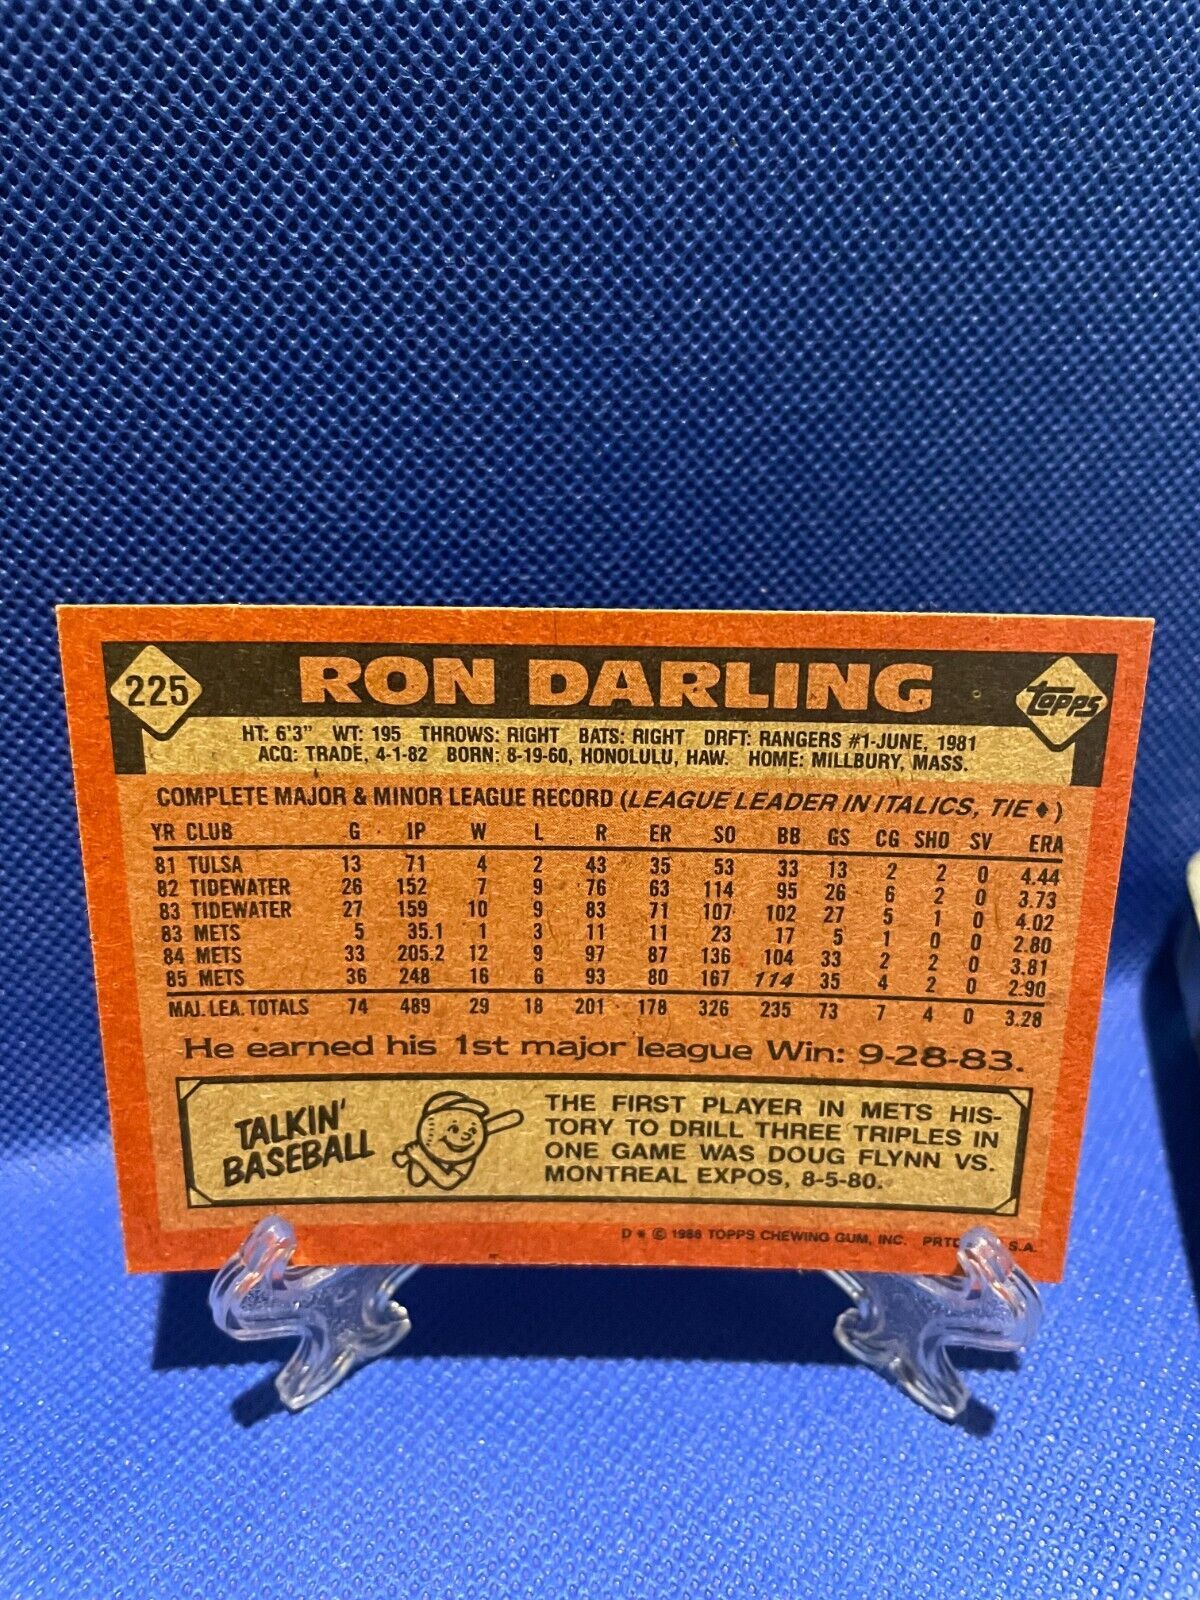 225 RON DARLING topps
HT: 6'3" WT: 195 THROWS: RIGHT BATS: RIGHT DRFT: RANGERS #1-JUNE, 1981
ACQ: TRADE, 4-1-82 BORN: 8-19-60, HONOLULU, HAW. HOME: MILLBURY, MASS.
COMPLETE MAJOR & MINOR LEAGUE RECORD (LEAGUE LEADER IN ITALICS, TIE ♦)
YR CLUB G IP W L R ER SO BB GS CG SHO SV ERA
81 TULSA 13 71 4 2 43 35 53 33 13 2 2 0 4.44
82 TIDEWATER 26 152 7 9 76 63 114 95 26 6 2 0 3.73
83 TIDEWATER 27 159 10 9 83 71 107 102 27 5 1 0 4.02
83 METS 5 35.1 1 3 11 11 23 17 5 1 0 0 2.80
84 METS 33 205.2 12 9 97 87 136 104 33 2 2 0 3.81
85 METS 36 248 16 6 93 80 167 114 35 4 2 0 2.90
MAJ. LEA. TOTALS 74 489 29 18 201 178 326 235 73 7 4 0 3.28
He earned his 1st major league Win: 9-28-83.
TALKIN'
BASEBALL
THE FIRST PLAYER IN METS HIS-
TORY TO DRILL THREE TRIPLES IN
ONE GAME WAS DOUG FLYNN VS.
MONTREAL EXPOS, 8-5-80.
D * © 1986 TOPPS CHEWING GUM, INC. PRTD S.A.